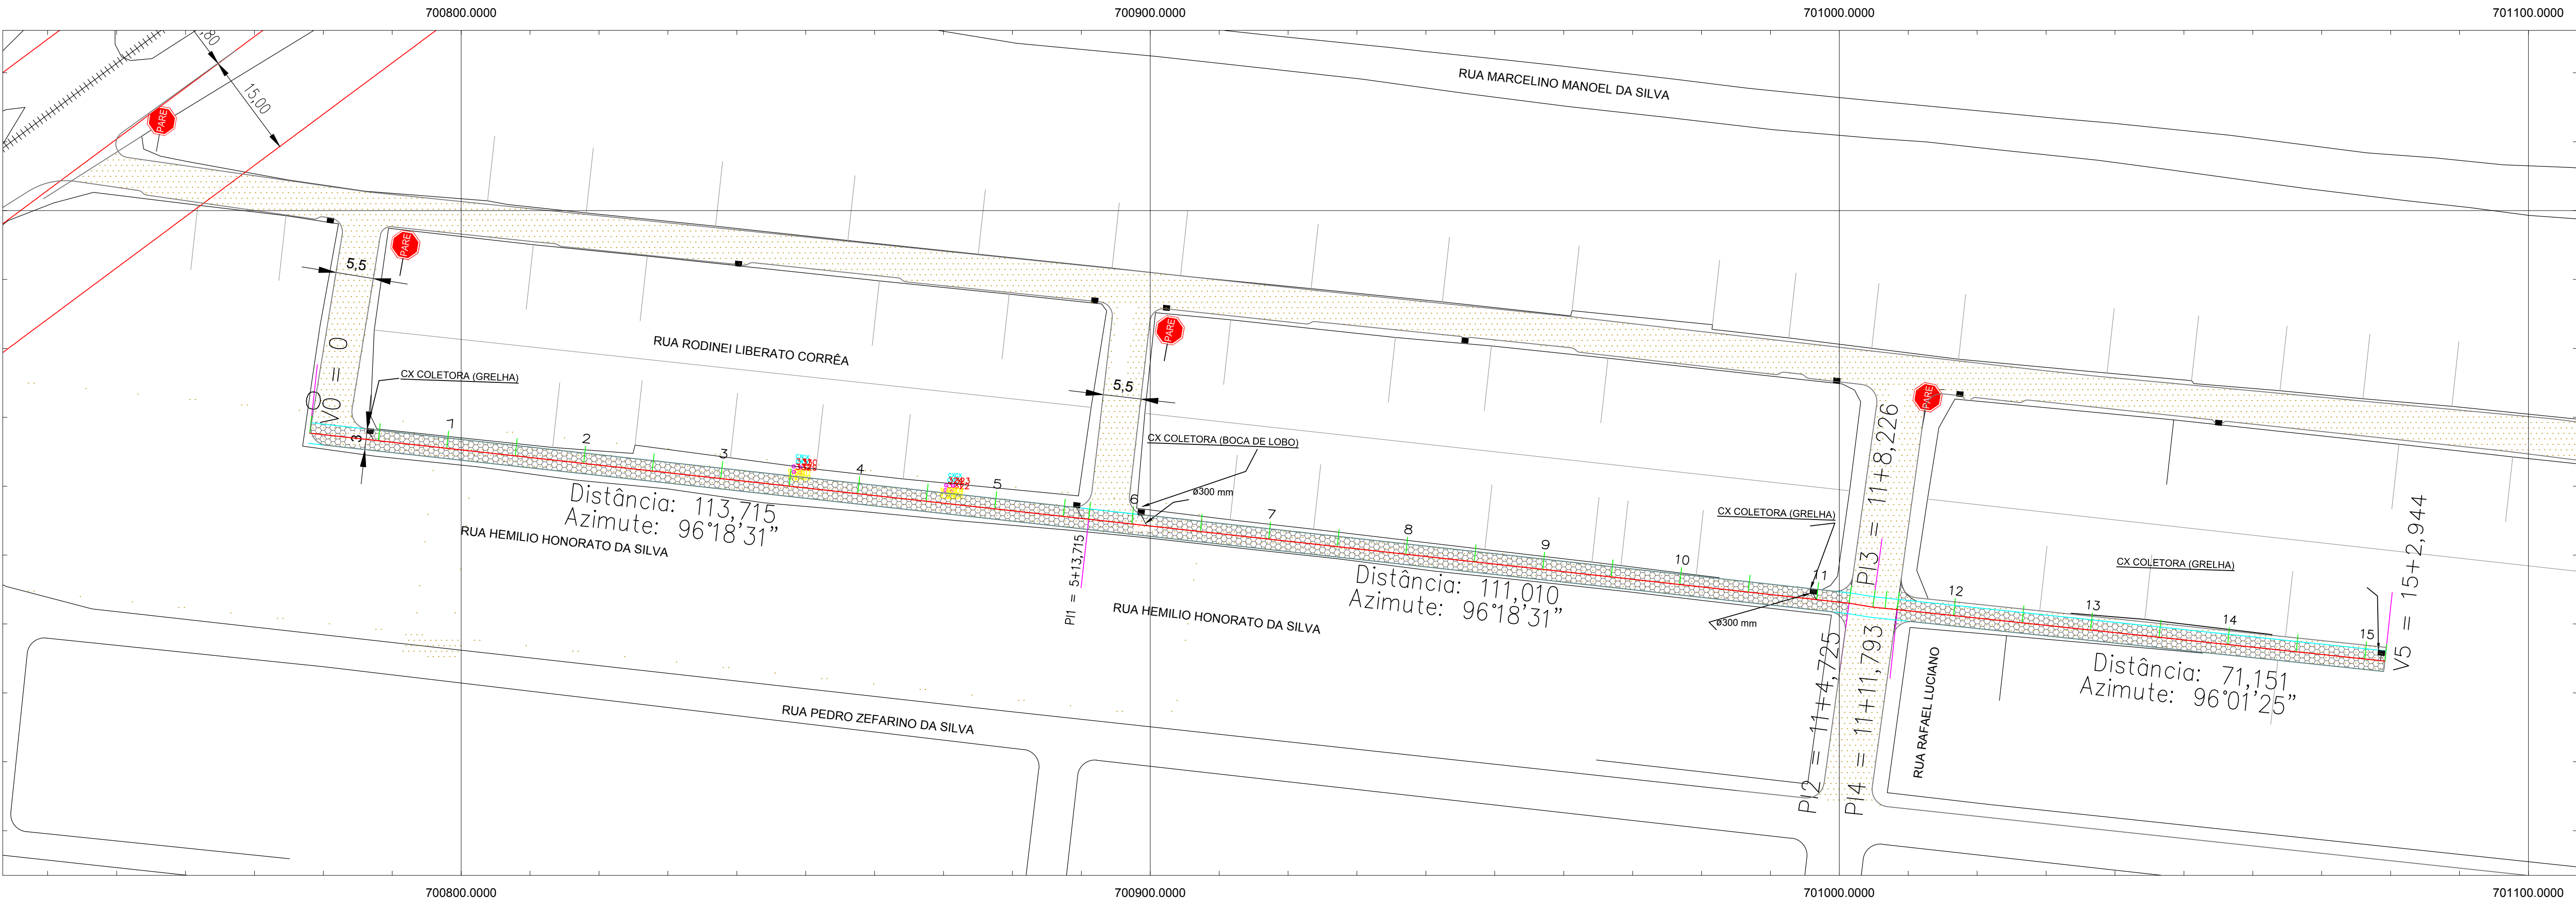 700800.0000
700900.0000
701000.0000
701100.0000
,80
15,00
PARE
RUA MARCELINO MANOEL DA SILVA
PARE
5,5
PARE
RUA RODINEI LIBERATO CORRÊA
5,5
PARE
CX COLETORA (GRELHA)
0
V0 = 0
3
1
2
3
4
5
6
7
8
9
10
11
12
13
14
15
CX COLETORA (BOCA DE LOBO)
ø300 mm
CX COLETORA (GRELHA)
ø300 mm
CX COLETORA (GRELHA)
Distância: 113,715
Azimute: 96°18'31"
RUA HEMILIO HONORATO DA SILVA
PI1 = 5+13,715
Distância: 111,010
Azimute: 96°18'31"
RUA HEMILIO HONORATO DA SILVA
PI2 = 11+4,725
PI3 = 11+8,226
PI4 = 11+11,793
RUA RAFAEL LUCIANO
Distância: 71,151
Azimute: 96°01'25"
V5 = 15+2,944
RUA PEDRO ZEFARINO DA SILVA
700800.0000
700900.0000
701000.0000
701100.0000